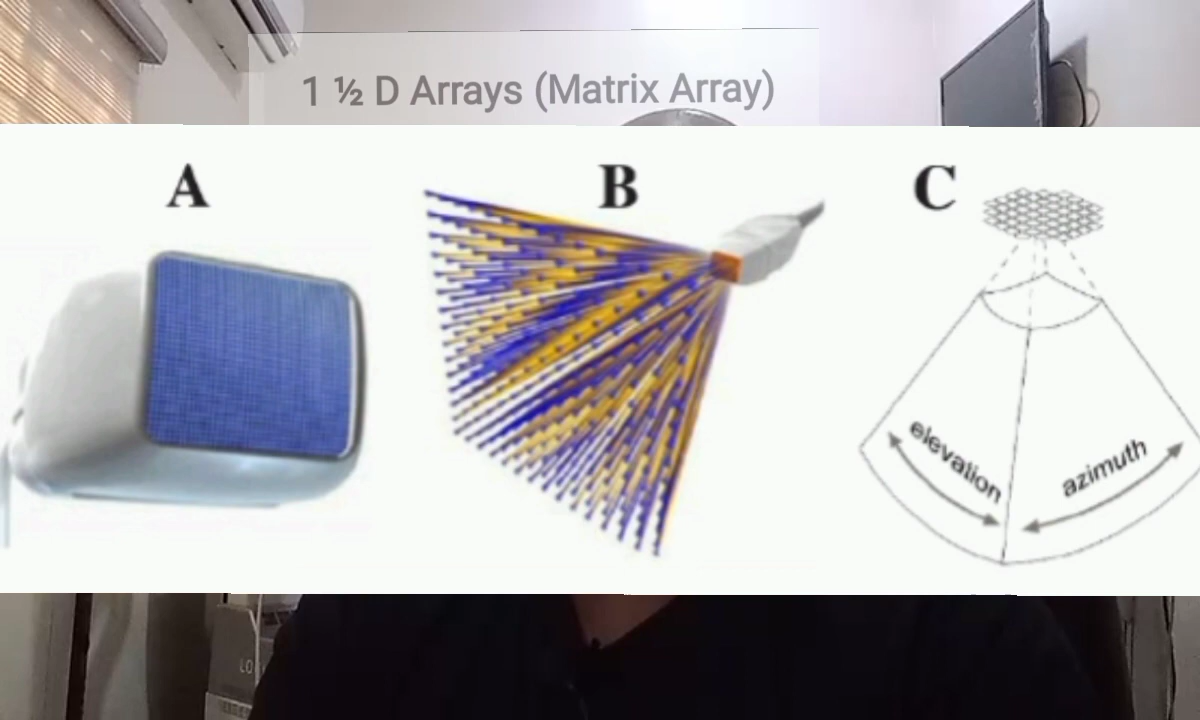 1 ½ D Arrays (Matrix Array)
A
B
C
elevation
azimuth